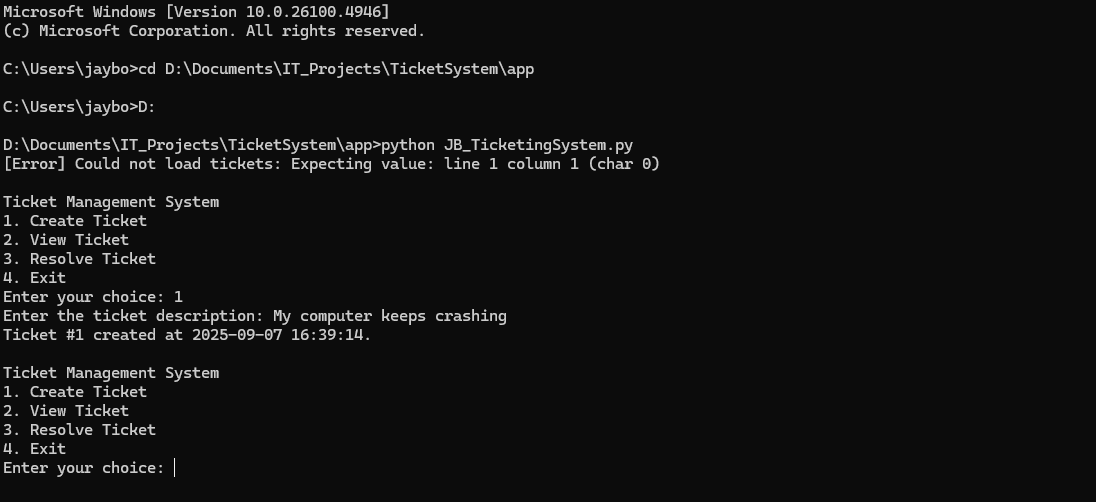 Microsoft Windows [Version 10.0.26100.4946]
(c) Microsoft Corporation. All rights reserved.
C:\Users\jaybo>cd D:\Documents\IT_Projects\TicketSystem\app
C:\Users\jaybo>D:
D:\Documents\IT_Projects\TicketSystem\app>python JB_TicketingSystem.py
[Error] Could not load tickets: Expecting value: line 1 column 1 (char 0)
Ticket Management System
1. Create Ticket
2. View Ticket
3. Resolve Ticket
4. Exit
Enter your choice: 1
Enter the ticket description: My computer keeps crashing
Ticket #1 created at 2025-09-07 16:39:14.
Ticket Management System
1. Create Ticket
2. View Ticket
3. Resolve Ticket
4. Exit
Enter your choice: